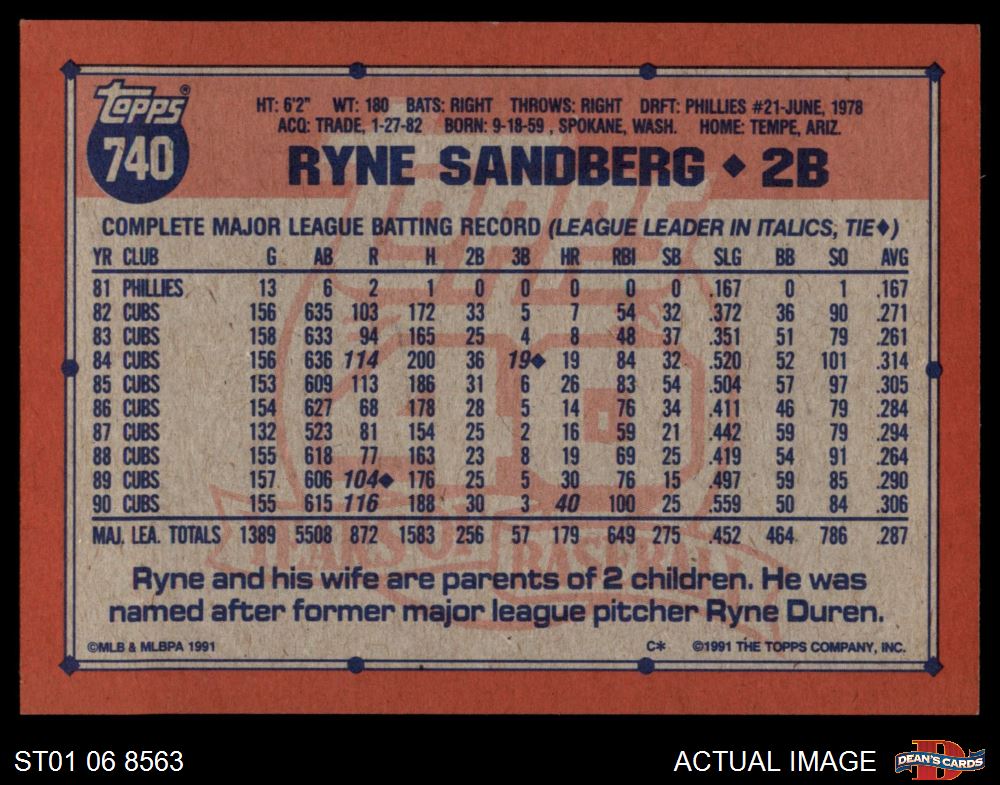 topps®
740
HT: 6'2" WT: 180 BATS: RIGHT THROWS: RIGHT DRFT: PHILLIES #21-JUNE, 1978
ACQ: TRADE, 1-27-82 BORN: 9-18-59 , SPOKANE, WASH. HOME: TEMPE, ARIZ.
RYNE SANDBERG ◆ 2B
COMPLETE MAJOR LEAGUE BATTING RECORD (LEAGUE LEADER IN ITALICS, TIE◆)
YR CLUB G AB R H 2B 3B HR RBI SB SLG BB SO AVG
81 PHILLIES 13 6 2 1 0 0 0 0 0 .167 0 1 .167
82 CUBS 156 635 103 172 33 5 7 54 32 .372 36 90 .271
83 CUBS 158 633 94 165 25 4 8 48 37 .351 51 79 .261
84 CUBS 156 636 114 200 36 19◆ 19 84 32 .520 52 101 .314
85 CUBS 153 609 113 186 31 6 26 83 54 .504 57 97 .305
86 CUBS 154 627 68 178 28 5 14 76 34 .411 46 79 .284
87 CUBS 132 523 81 154 25 2 16 59 21 .442 59 79 .294
88 CUBS 155 618 77 163 23 8 19 69 25 .419 54 91 .264
89 CUBS 157 606 104◆ 176 25 5 30 76 15 .497 59 85 .290
90 CUBS 155 615 116 188 30 3 40 100 25 .559 50 84 .306
MAJ. LEA. TOTALS 1389 5508 872 1583 256 57 179 649 275 .452 464 786 .287
topps
40
YEARS OF BASEBALL
Ryne and his wife are parents of 2 children. He was
named after former major league pitcher Ryne Duren.
©MLB & MLBPA 1991 C* ©1991 THE TOPPS COMPANY, INC.
ST01 06 8563 ACTUAL IMAGE
D
DEAN'S CARDS